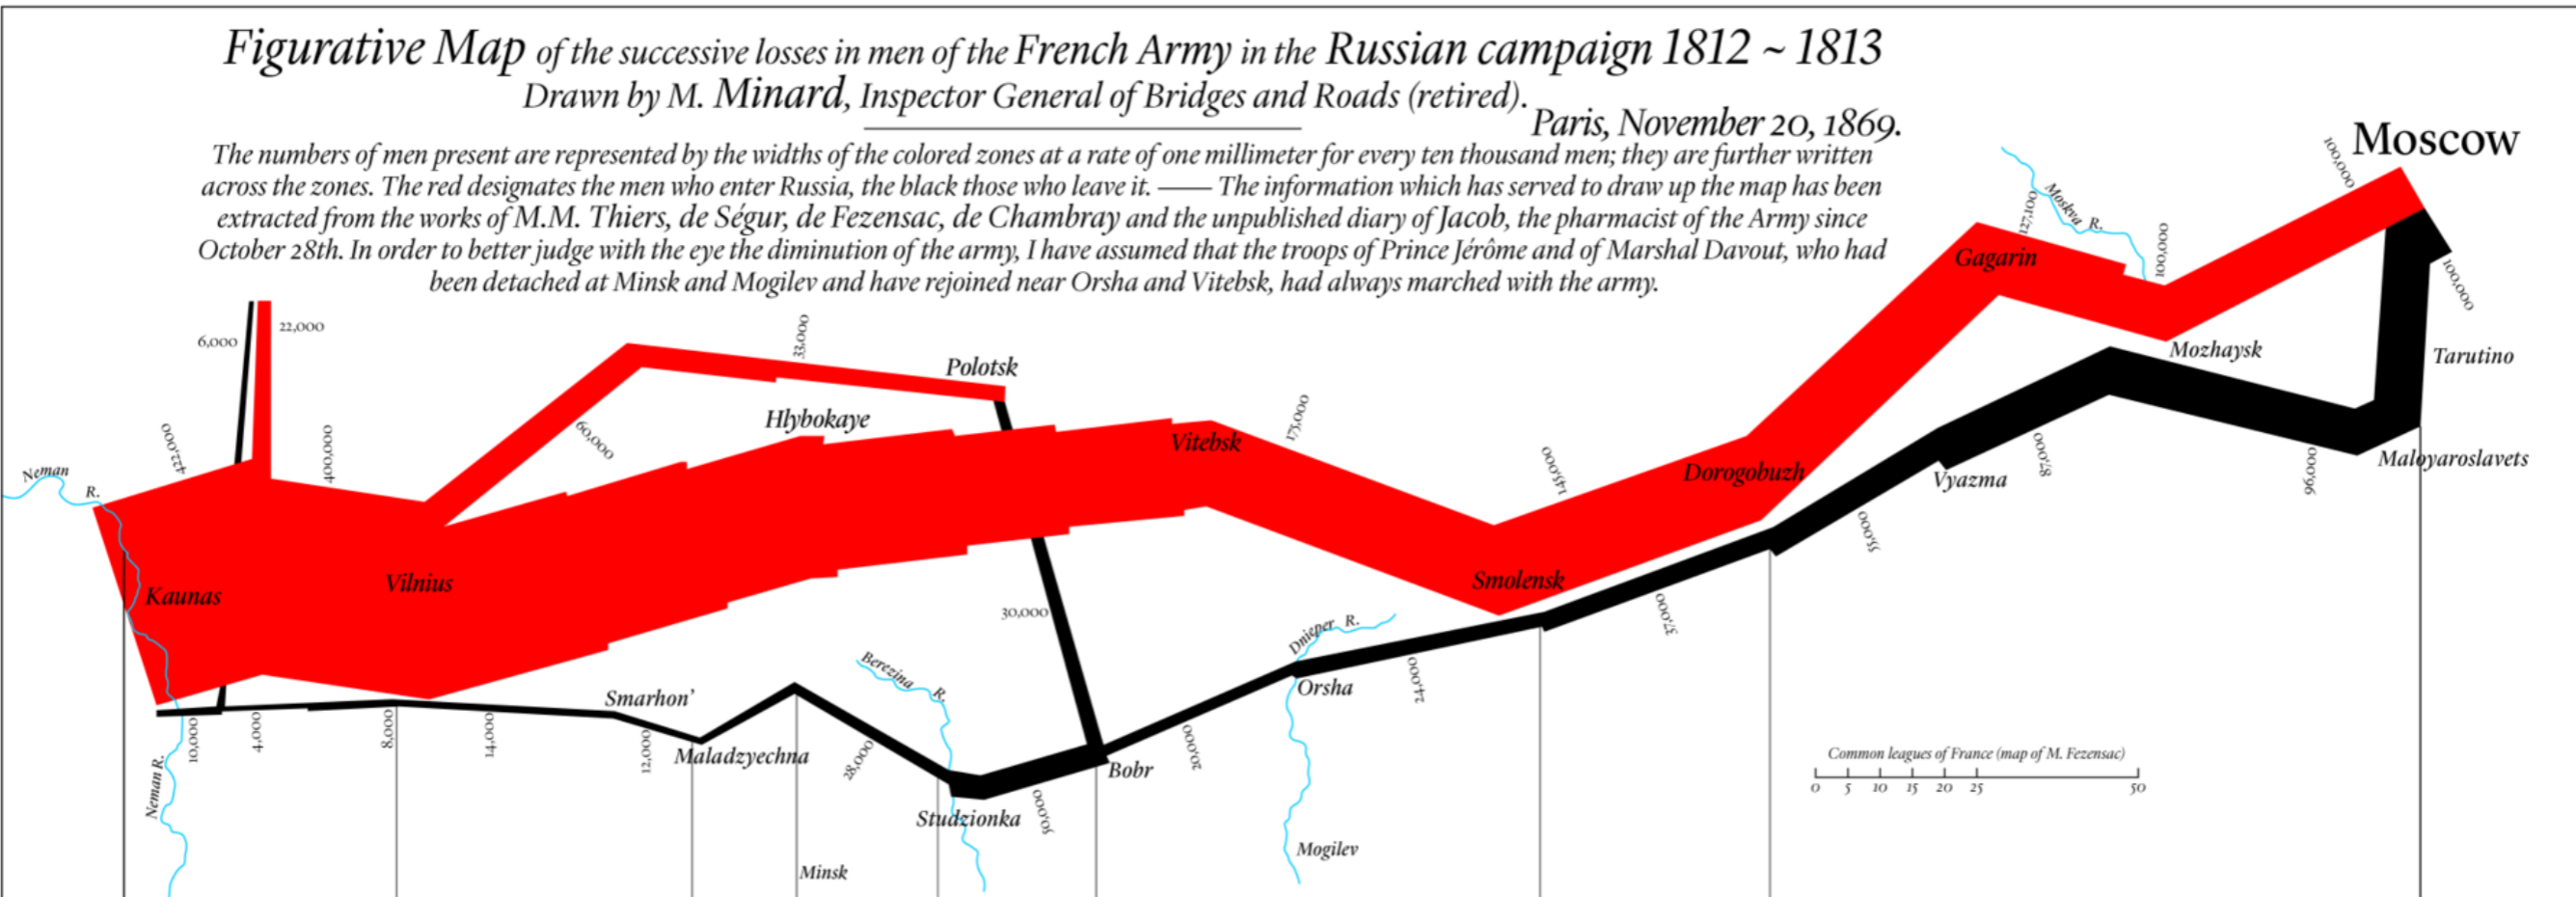 Figurative Map of the successive losses in men of the French Army in the Russian campaign 1812 ~ 1813
Drawn by M. Minard, Inspector General of Bridges and Roads (retired).
Paris, November 20, 1869.
The numbers of men present are represented by the widths of the colored zones at a rate of one millimeter for every ten thousand men; they are further written
across the zones. The red designates the men who enter Russia, the black those who leave it. —— The information which has served to draw up the map has been
extracted from the works of M.M. Thiers, de Ségur, de Fezensac, de Chambray and the unpublished diary of Jacob, the pharmacist of the Army since
October 28th. In order to better judge with the eye the diminution of the army, I have assumed that the troops of Prince Jérôme and of Marshal Davout, who had
been detached at Minsk and Mogilev and have rejoined near Orsha and Vitebsk, had always marched with the army.
Moscow
100,000
Moskva R.
127,100
100,000
Gagarin
100,000
6,000
22,000
33,000
Polotsk
Mozhaysk
Tarutino
Hlybokaye
60,000
422,000
400,000
Vitebsk
175,000
145,000
Dorogobuzh
Vyazma
87,000
96,000
Maloyaroslavets
Neman R.
55,000
Kaunas
Vilnius
Smolensk
30,000
37,000
Dnieper R.
Berezina R.
Orsha
24,000
Smarhon’
10,000
4,000
8,000
14,000
12,000
Maladzyechna
28,000
20,000
Bobr
Neman R.
Studzionka
50,000
Common leagues of France (map of M. Fezensac)
0 5 10 15 20 25 50
Mogilev
Minsk